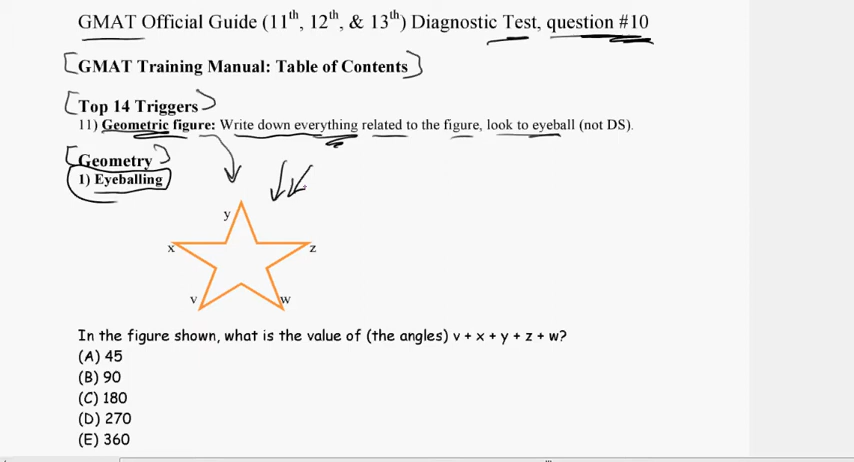 GMAT Official Guide (11th, 12th, & 13th) Diagnostic Test, question #10
GMAT Training Manual: Table of Contents
Top 14 Triggers
11) Geometric figure: Write down everything related to the figure, look to eyeball (not DS).
Geometry
1) Eyeballing
y
x
z
v
w
In the figure shown, what is the value of (the angles) v + x + y + z + w?
(A) 45
(B) 90
(C) 180
(D) 270
(E) 360